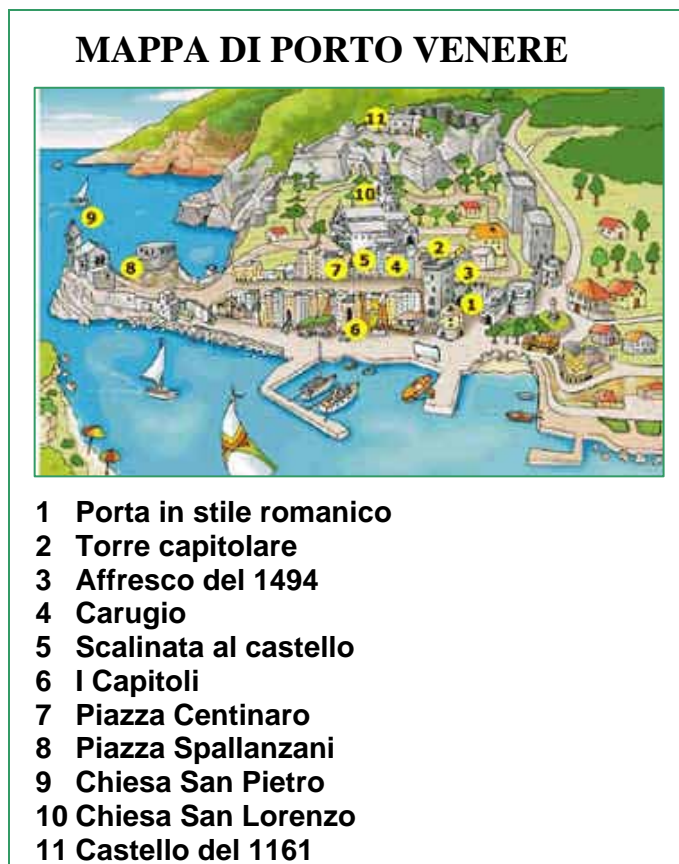 MAPPA DI PORTO VENERE
11
10
9
2
8
7
5
4
3
1
6
1 Porta in stile romanico
2 Torre capitolare
3 Affresco del 1494
4 Carugio
5 Scalinata al castello
6 I Capitoli
7 Piazza Centinaro
8 Piazza Spallanzani
9 Chiesa San Pietro
10 Chiesa San Lorenzo
11 Castello del 1161